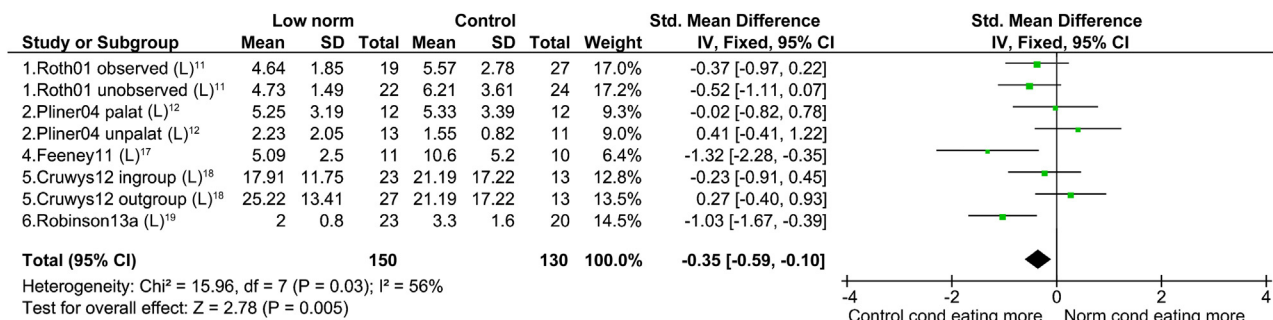 Low norm Control Std. Mean Difference Std. Mean Difference
Study or Subgroup Mean SD Total Mean SD Total Weight IV, Fixed, 95% CI IV, Fixed, 95% CI
1.Roth01 observed (L)¹¹ 4.64 1.85 19 5.57 2.78 27 17.0% -0.37 [-0.97, 0.22]
1.Roth01 unobserved (L)¹¹ 4.73 1.49 22 6.21 3.61 24 17.2% -0.52 [-1.11, 0.07]
2.Pliner04 palat (L)¹² 5.25 3.19 12 5.33 3.39 12 9.3% -0.02 [-0.82, 0.78]
2.Pliner04 unpalat (L)¹² 2.23 2.05 13 1.55 0.82 11 9.0% 0.41 [-0.41, 1.22]
4.Feeney11 (L)¹⁷ 5.09 2.5 11 10.6 5.2 10 6.4% -1.32 [-2.28, -0.35]
5.Cruwys12 ingroup (L)¹⁸ 17.91 11.75 23 21.19 17.22 13 12.8% -0.23 [-0.91, 0.45]
5.Cruwys12 outgroup (L)¹⁸ 25.22 13.41 27 21.19 17.22 13 13.5% 0.27 [-0.40, 0.93]
6.Robinson13a (L)¹⁹ 2 0.8 23 3.3 1.6 20 14.5% -1.03 [-1.67, -0.39]
Total (95% CI) 150 130 100.0% -0.35 [-0.59, -0.10]
Heterogeneity: Chi² = 15.96, df = 7 (P = 0.03); I² = 56%
Test for overall effect: Z = 2.78 (P = 0.005)
-4 -2 0 2 4
Control cond eating more Norm cond eating more